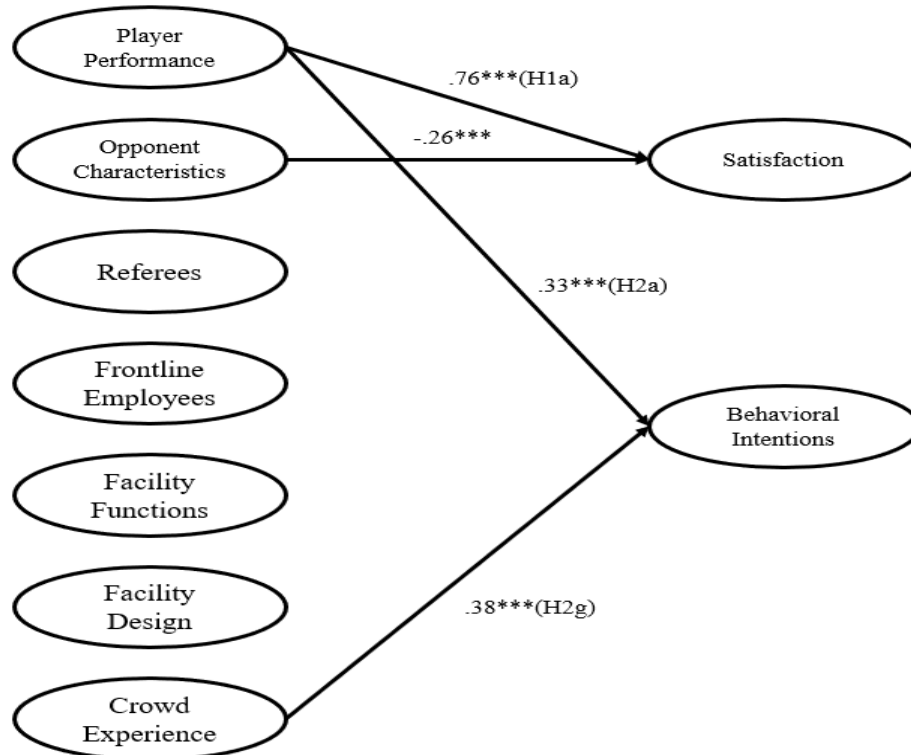 Player
Performance
.76***(H1a)
-.26***
Opponent
Characteristics
Satisfaction
Referees
.33***(H2a)
Frontline
Employees
Behavioral
Intentions
Facility
Functions
Facility
Design
.38***(H2g)
Crowd
Experience